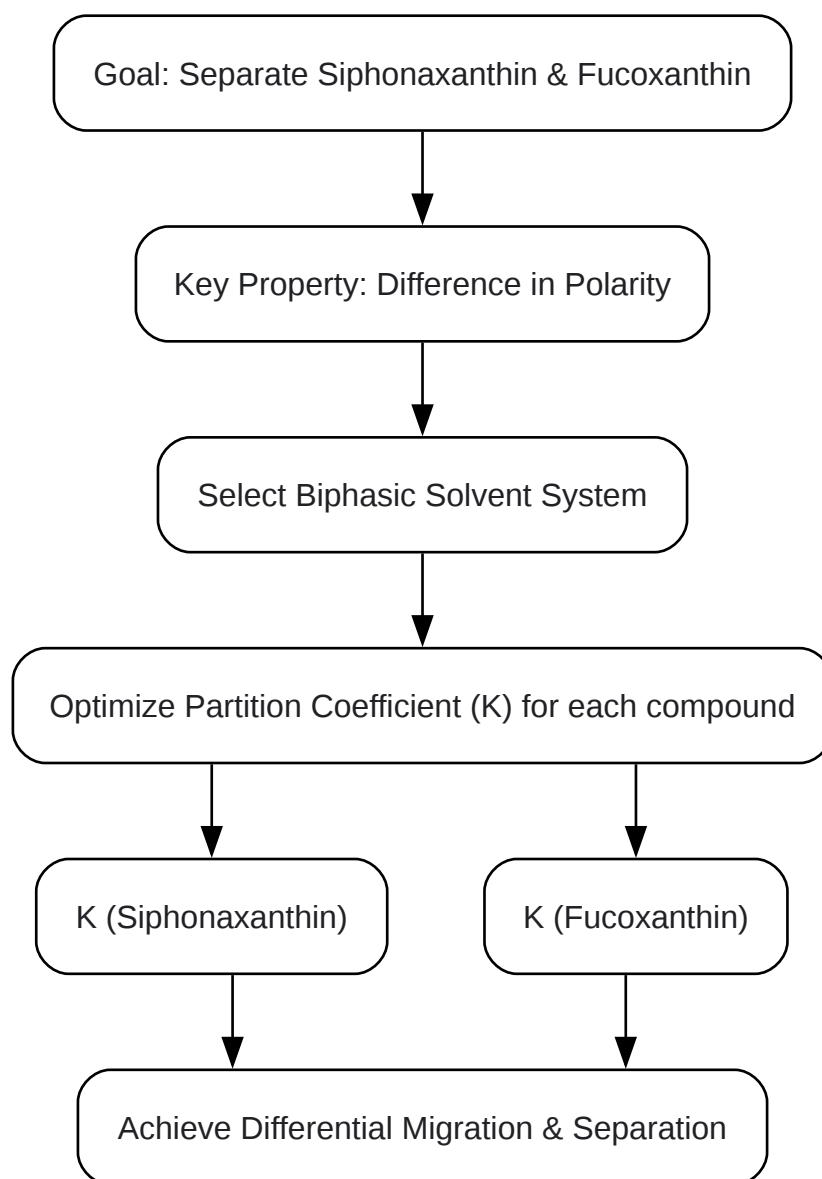 Goal: Separate Siphonaxanthin & Fucoxanthin
Key Property: Difference in Polarity
Select Biphasic Solvent System
Optimize Partition Coefficient (K) for each compound
K (Siphonaxanthin)
K (Fucoxanthin)
Achieve Differential Migration & Separation